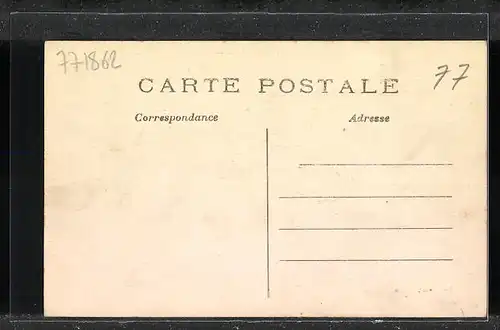 771862
77
CARTE POSTALE
Correspondance
Adresse